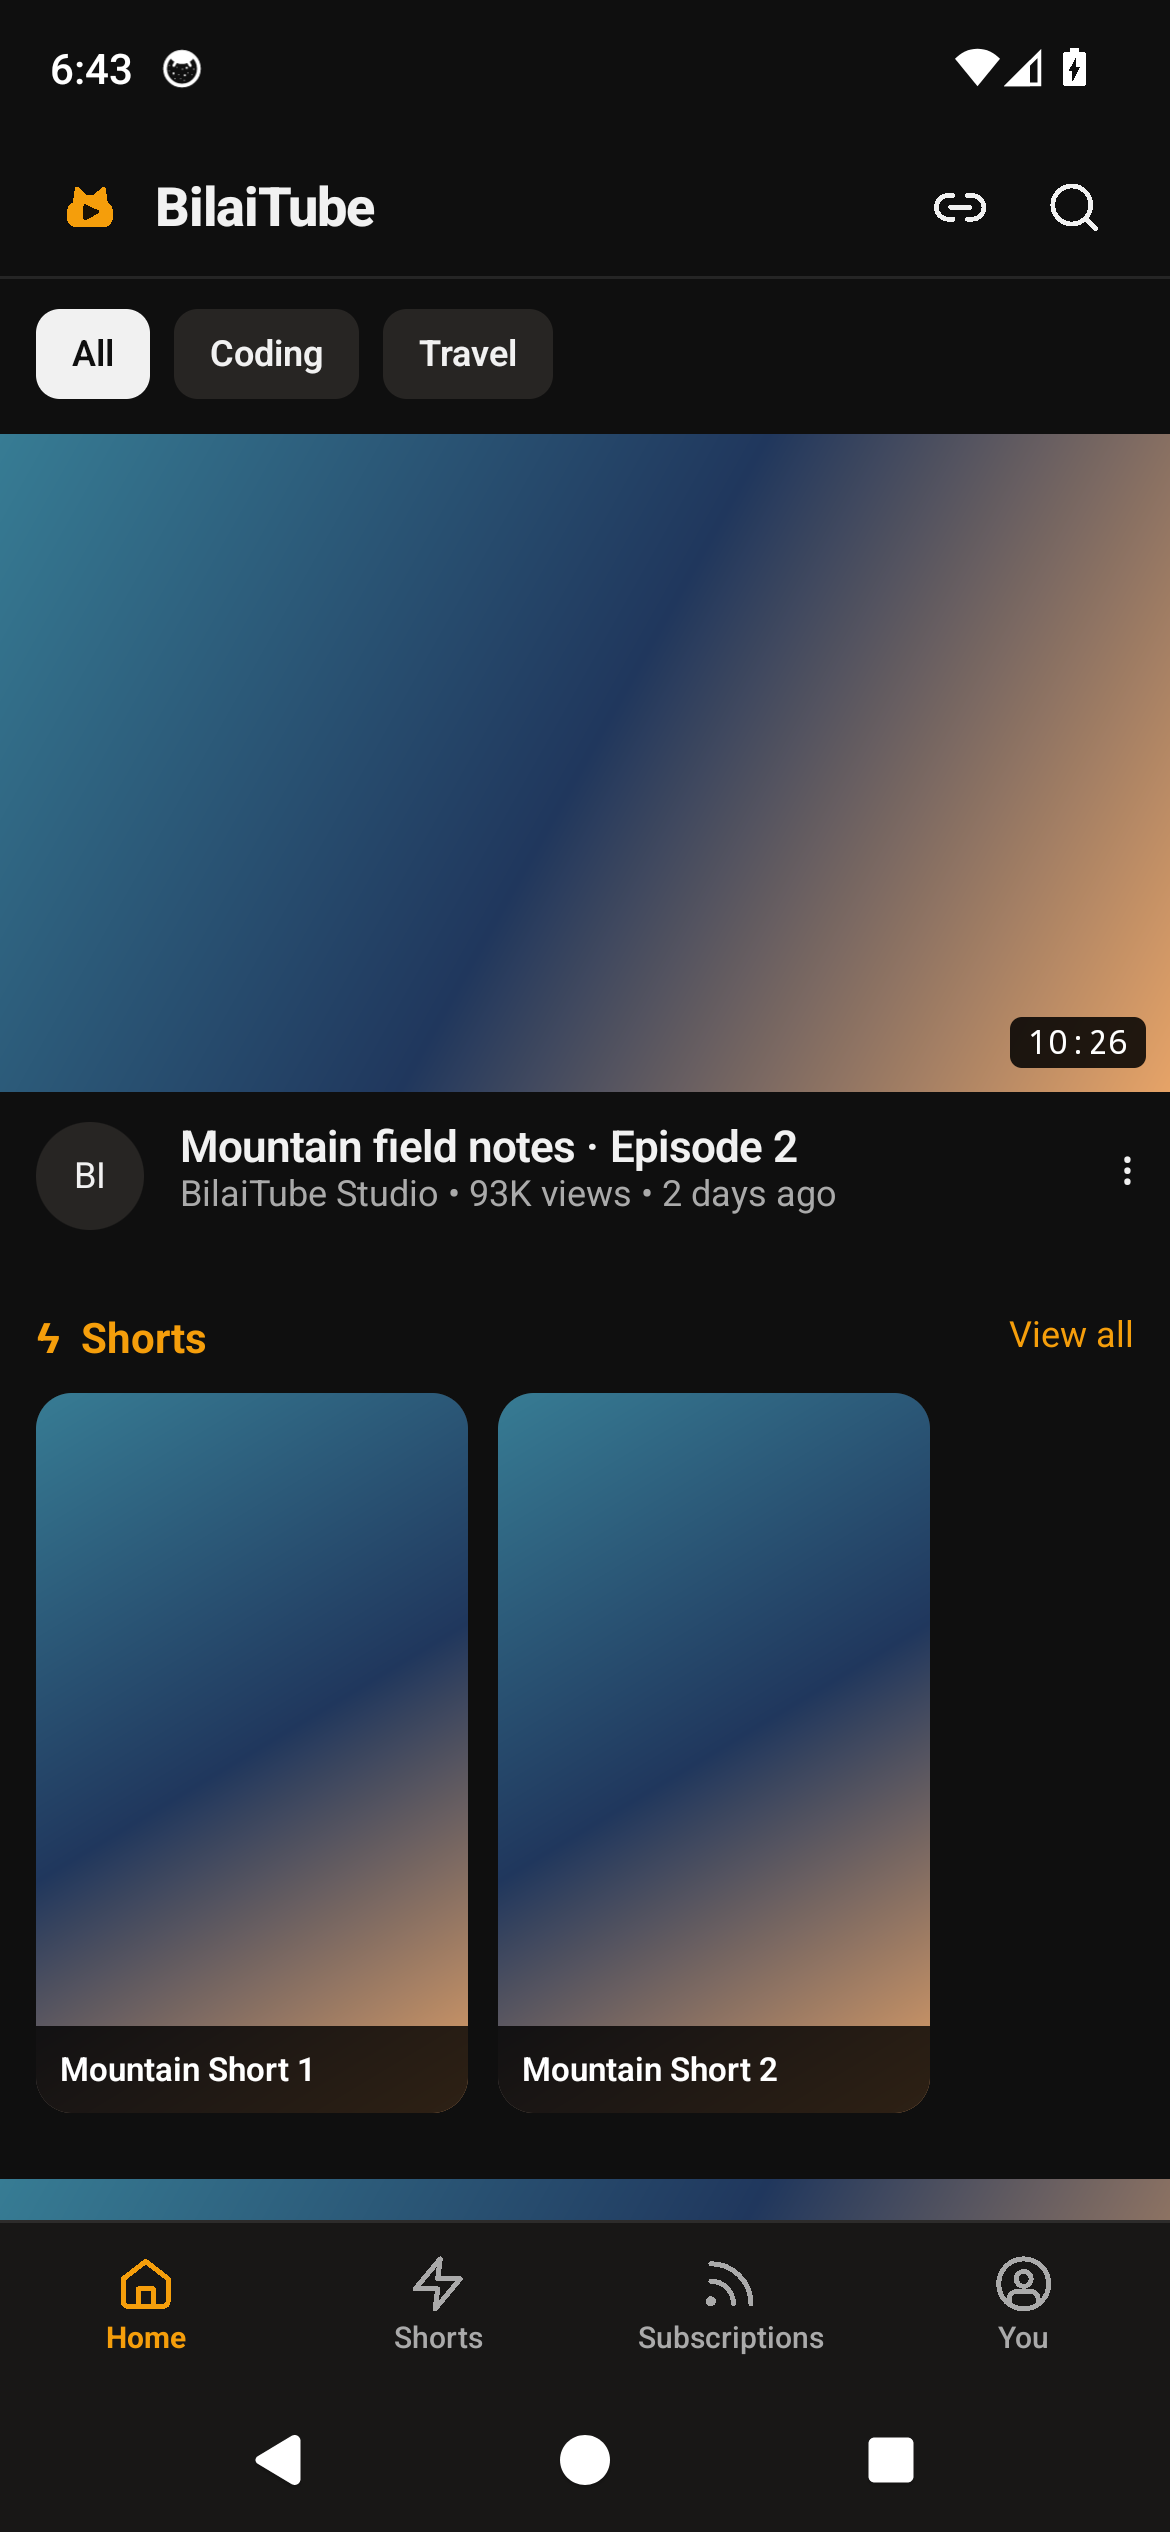 6:43
BilaiTube
All
Coding
Travel
10:26
BI
Mountain field notes · Episode 2
BilaiTube Studio • 93K views • 2 days ago
Shorts
View all
Mountain Short 1
Mountain Short 2
Home
Shorts
Subscriptions
You